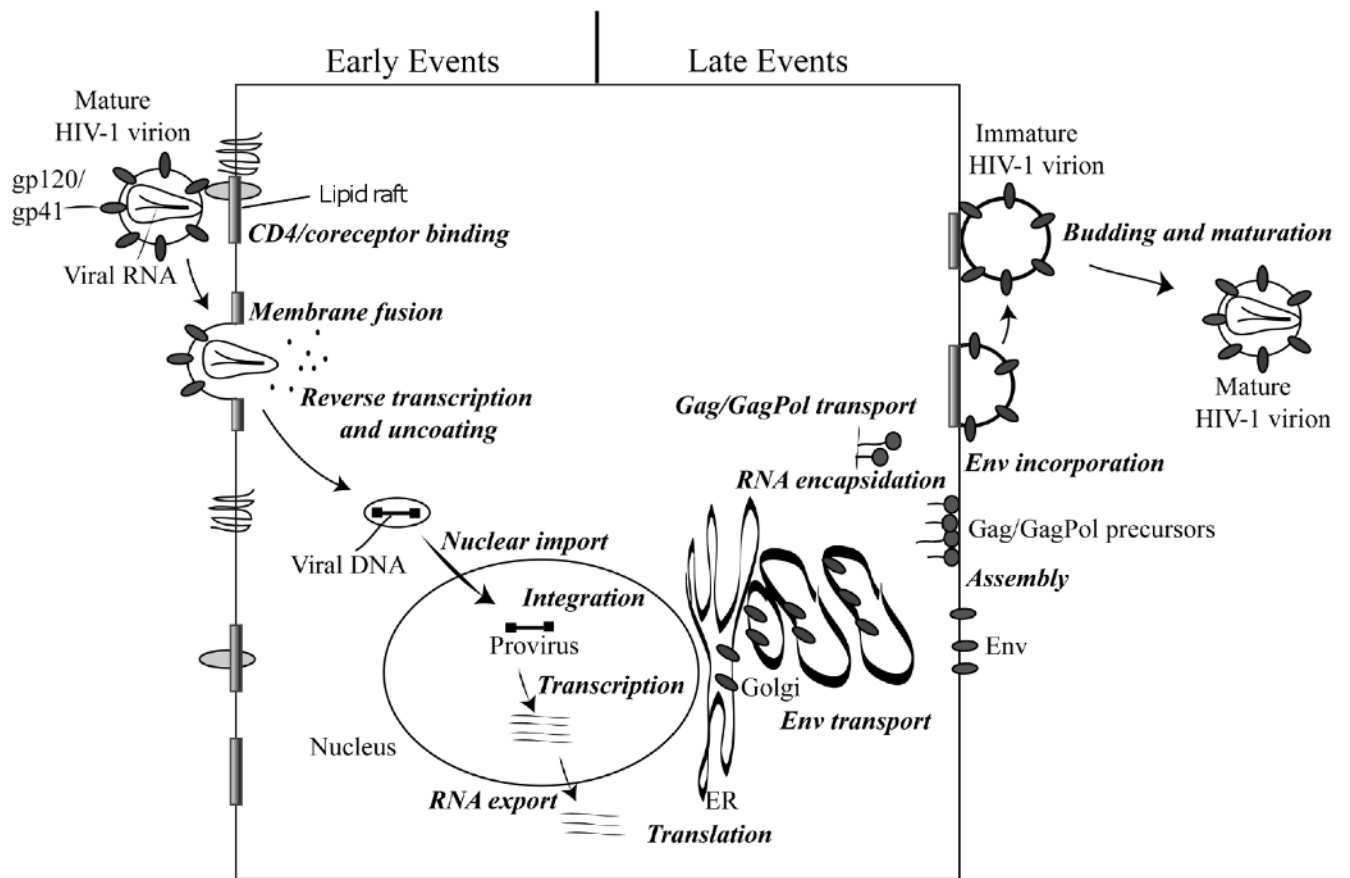 Early Events
Late Events
Mature
HIV-1 virion
gp120/
gp41
Viral RNA
Lipid raft
CD4/coreceptor binding
Membrane fusion
Reverse transcription
and uncoating
Viral DNA
Nuclear import
Integration
Provirus
Transcription
Nucleus
RNA export
Translation
ER
Golgi
Env transport
Gag/GagPol transport
RNA encapsidation
Immature
HIV-1 virion
Budding and maturation
Mature
HIV-1 virion
Env incorporation
Gag/GagPol precursors
Assembly
Env